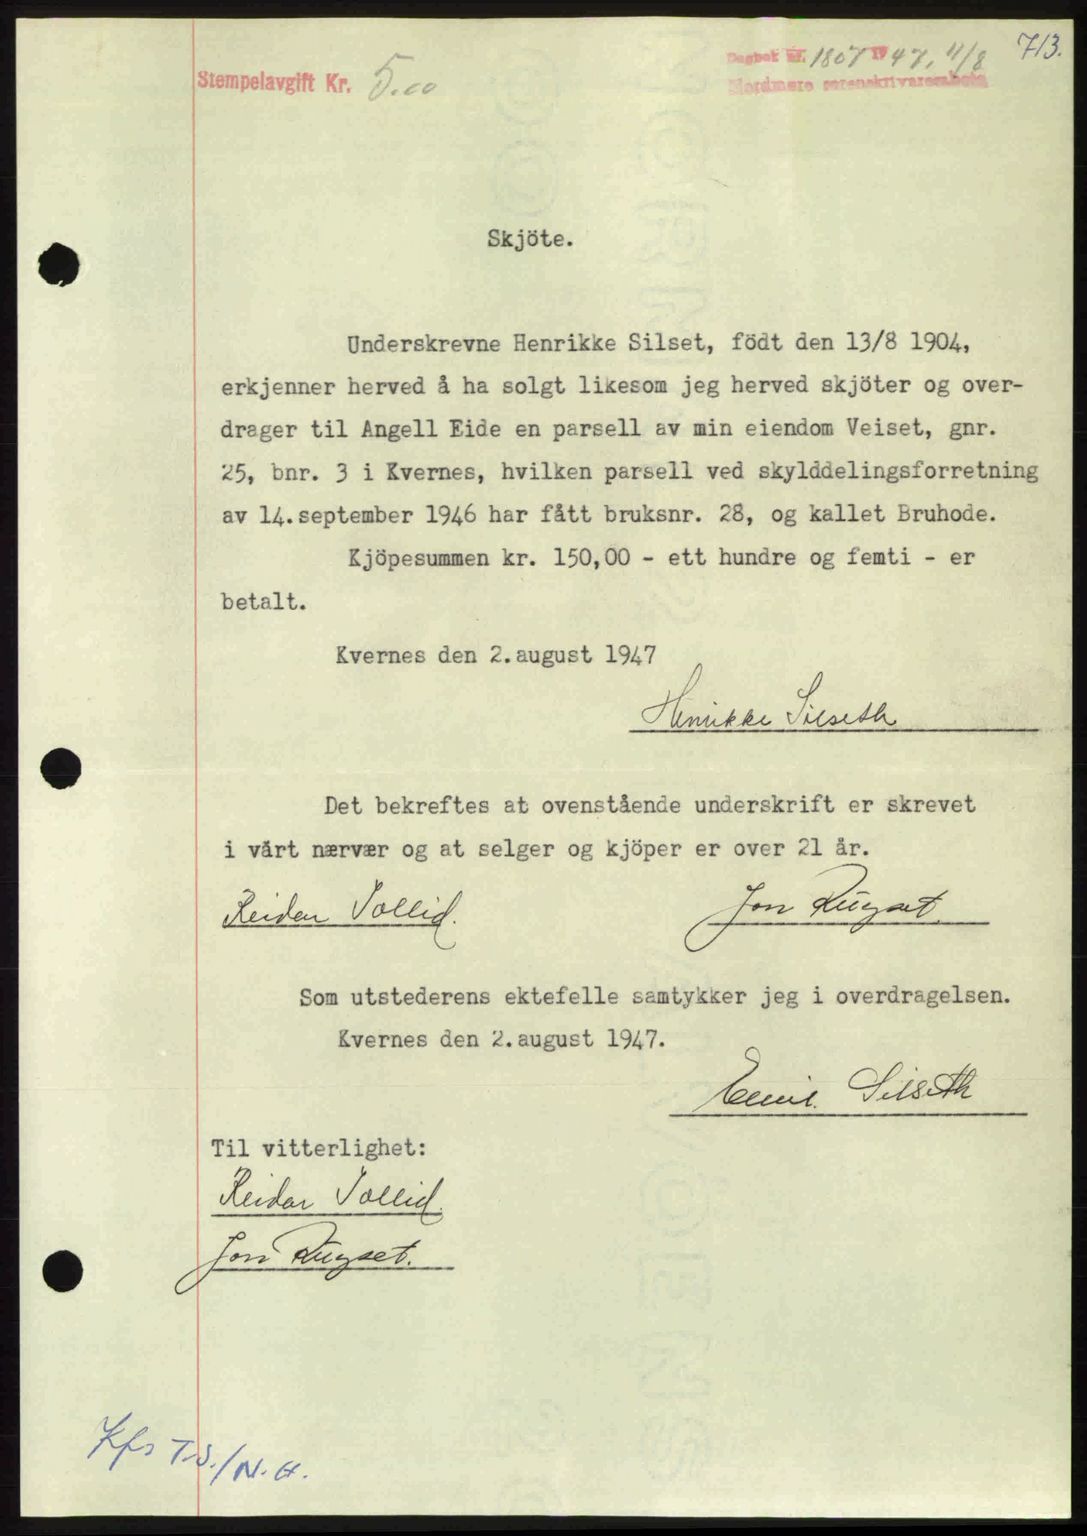 713.
Stempelavgift Kr. 5.00
Dagbok nr. 1807 1947, 11/8
Nordmøre sorenskriverembete
Skjöte.
Underskrevne Henrikke Silset, födt den 13/8 1904,
erkjenner herved å ha solgt likesom jeg herved skjöter og over-
drager til Angell Eide en parsell av min eiendom Veiset, gnr.
25, bnr. 3 i Kvernes, hvilken parsell ved skylddelingsforretning
av 14.september 1946 har fått bruksnr. 28, og kallet Bruhode.
Kjöpesummen kr. 150,00 - ett hundre og femti - er
betalt.
Kvernes den 2.august 1947
Henrikke Silseth
Det bekreftes at ovenstående underskrift er skrevet
i vårt nærvær og at selger og kjöper er over 21 år.
Reidar Tollid.
Jon Rugset.
Som utstederens ektefelle samtykker jeg i overdragelsen.
Kvernes den 2.august 1947.
Emil Silseth
Til vitterlighet:
Reidar Tollid.
Jon Rugset.
Kfr T.S./N.H.